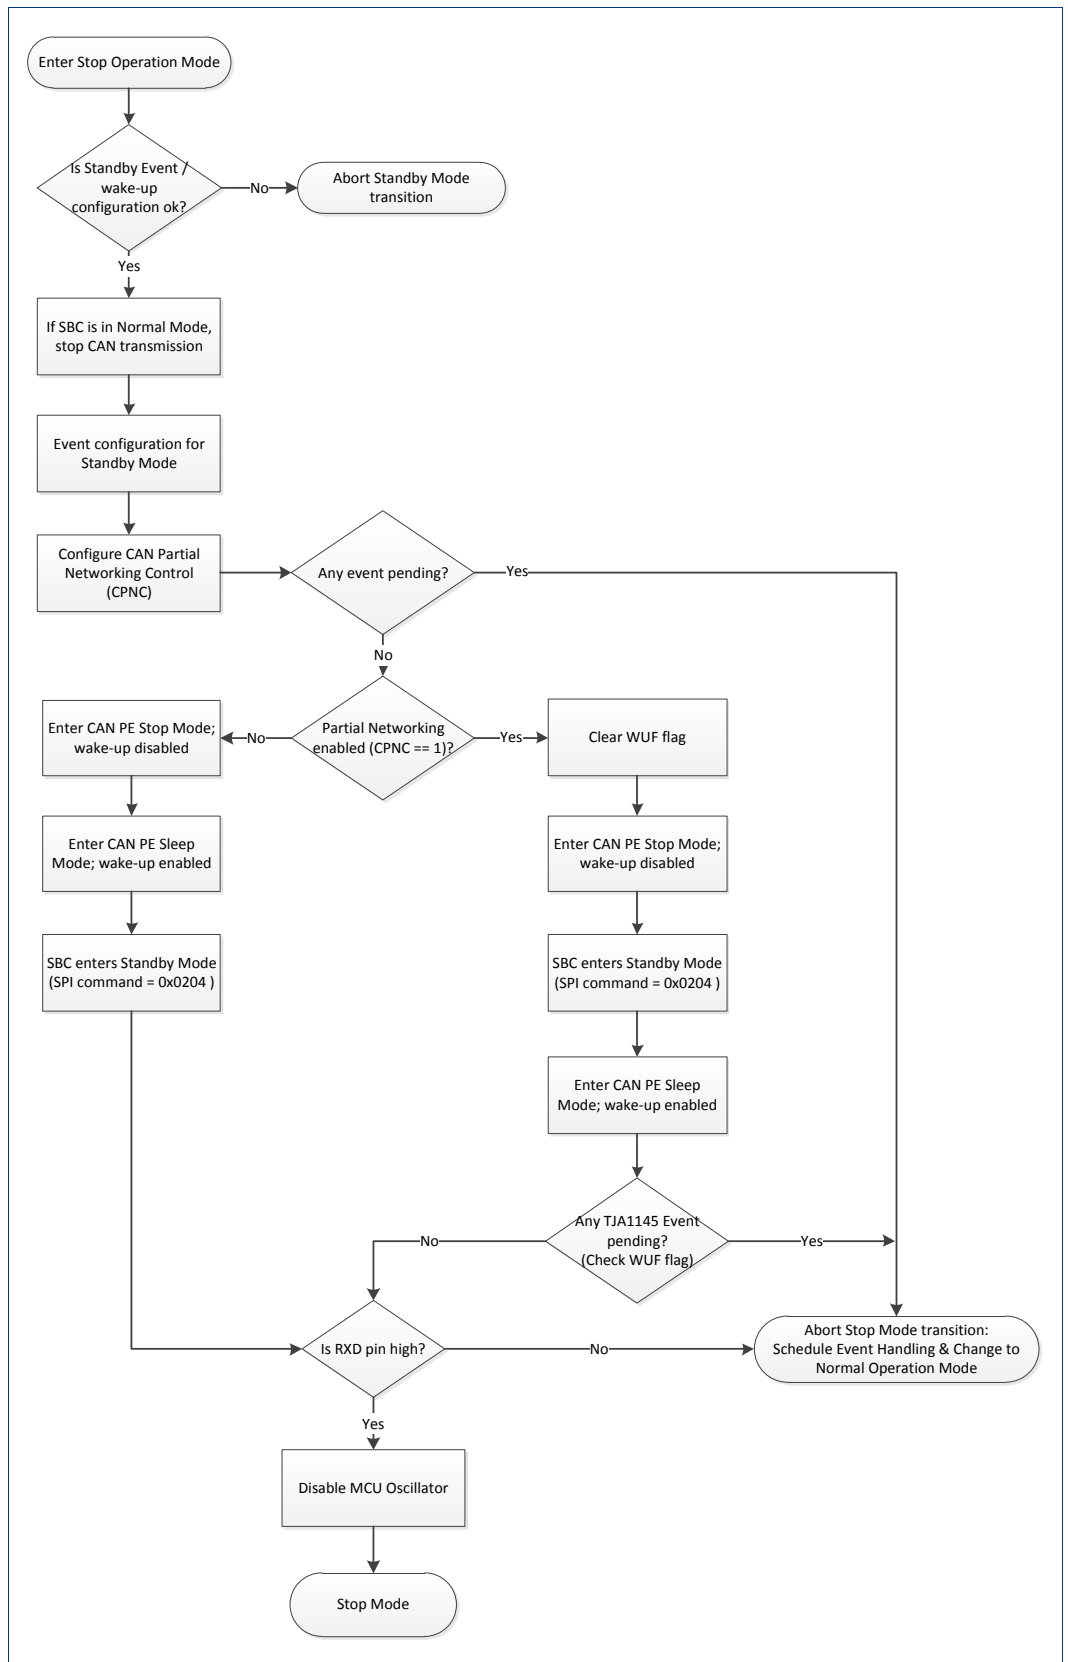 Enter Stop Operation Mode
Is Standby Event /
wake-up
configuration ok?
No
Abort Standby Mode
transition
Yes
If SBC is in Normal Mode,
stop CAN transmission
Event configuration for
Standby Mode
Configure CAN Partial
Networking Control
(CPNC)
Any event pending?
Yes
No
Partial Networking
enabled (CPNC == 1)?
No
Yes
Enter CAN PE Stop Mode;
wake-up disabled
Clear WUF flag
Enter CAN PE Sleep
Mode; wake-up enabled
Enter CAN PE Stop Mode;
wake-up disabled
SBC enters Standby Mode
(SPI command = 0x0204 )
SBC enters Standby Mode
(SPI command = 0x0204 )
Enter CAN PE Sleep
Mode; wake-up enabled
Any TJA1145 Event
pending?
(Check WUF flag)
No
Yes
Is RXD pin high?
No
Abort Stop Mode transition:
Schedule Event Handling & Change to
Normal Operation Mode
Yes
Disable MCU Oscillator
Stop Mode